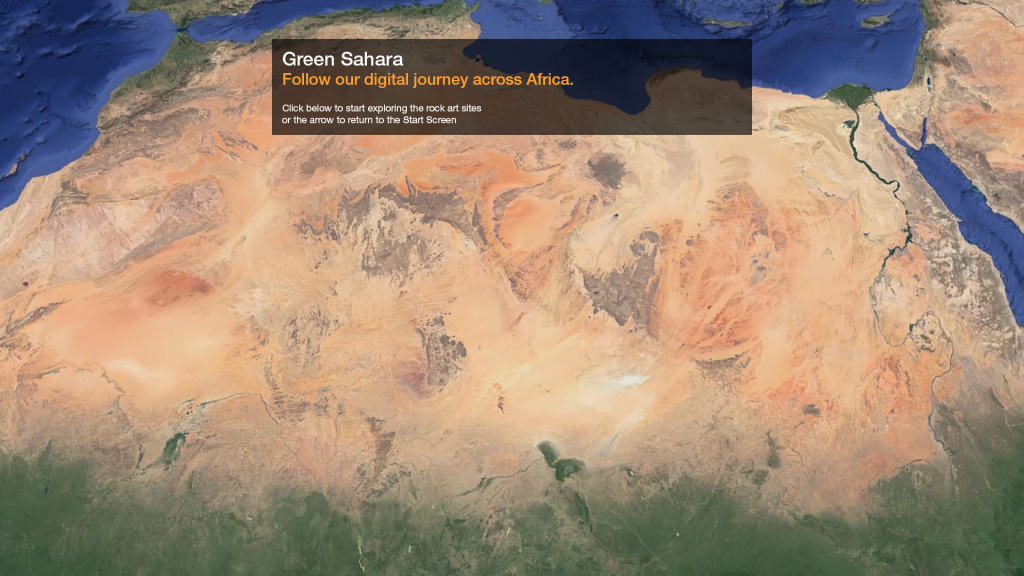 Green Sahara
Follow our digital journey across Africa.
Click below to start exploring the rock art sites
or the arrow to return to the Start Screen